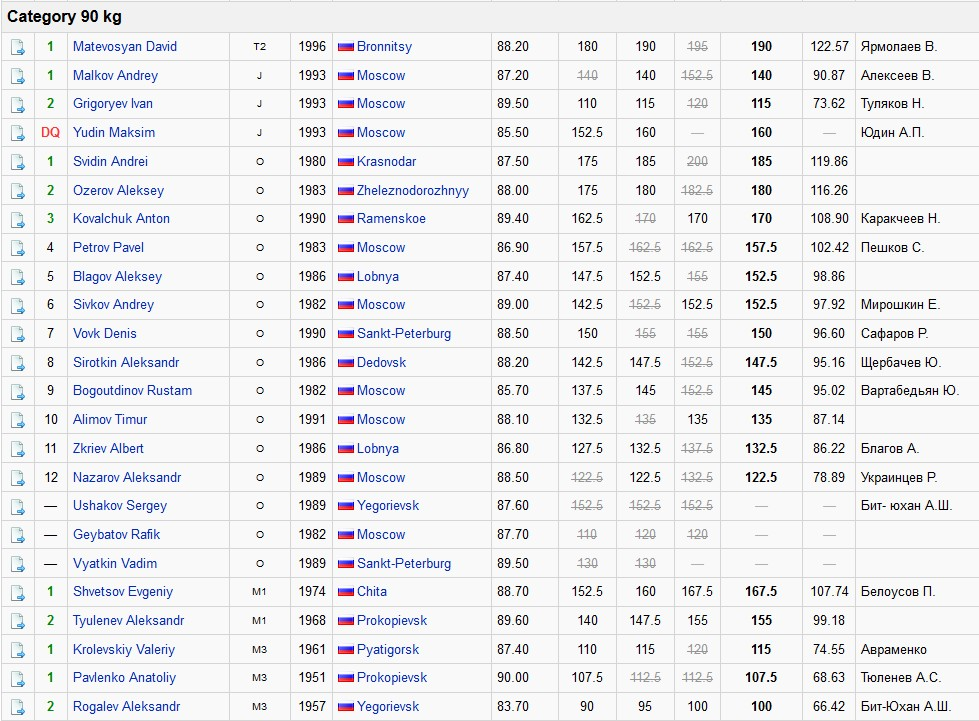 Category 90 kg
1 Matevosyan David T2 1996 Bronnitsy 88.20 180 190 195 190 122.57 Ярмолаев В.
1 Malkov Andrey J 1993 Moscow 87.20 140 140 152.5 140 90.87 Алексеев В.
2 Grigoryev Ivan J 1993 Moscow 89.50 110 115 120 115 73.62 Туляков Н.
DQ Yudin Maksim J 1993 Moscow 85.50 152.5 160 — 160 — Юдин А.П.
1 Svidin Andrei O 1980 Krasnodar 87.50 175 185 200 185 119.86
2 Ozerov Aleksey O 1983 Zheleznodorozhnyy 88.00 175 180 182.5 180 116.26
3 Kovalchuk Anton O 1990 Ramenskoe 89.40 162.5 170 170 170 108.90 Каракчеев Н.
4 Petrov Pavel O 1983 Moscow 86.90 157.5 162.5 162.5 157.5 102.42 Пешков С.
5 Blagov Aleksey O 1986 Lobnya 87.40 147.5 152.5 155 152.5 98.86
6 Sivkov Andrey O 1982 Moscow 89.00 142.5 152.5 152.5 152.5 97.92 Мирошкин Е.
7 Vovk Denis O 1990 Sankt-Peterburg 88.50 150 155 155 150 96.60 Сафаров Р.
8 Sirotkin Aleksandr O 1986 Dedovsk 88.20 142.5 147.5 152.5 147.5 95.16 Щербачев Ю.
9 Bogoutdinov Rustam O 1982 Moscow 85.70 137.5 145 152.5 145 95.02 Вартабедьян Ю.
10 Alimov Timur O 1991 Moscow 88.10 132.5 135 135 135 87.14
11 Zkriev Albert O 1986 Lobnya 86.80 127.5 132.5 137.5 132.5 86.22 Благов А.
12 Nazarov Aleksandr O 1989 Moscow 88.50 122.5 122.5 132.5 122.5 78.89 Украинцев Р.
— Ushakov Sergey O 1989 Yegorievsk 87.60 152.5 152.5 152.5 — — Бит- юхан А.Ш.
— Geybatov Rafik O 1982 Moscow 87.70 110 120 120 — —
— Vyatkin Vadim O 1989 Sankt-Peterburg 89.50 130 130 — — —
1 Shvetsov Evgeniy M1 1974 Chita 88.70 152.5 160 167.5 167.5 107.74 Белоусов П.
2 Tyulenev Aleksandr M1 1968 Prokopievsk 89.60 140 147.5 155 155 99.18
1 Krolevskiy Valeriy M3 1961 Pyatigorsk 87.40 110 115 120 115 74.55 Авраменко
1 Pavlenko Anatoliy M3 1951 Prokopievsk 90.00 107.5 112.5 112.5 107.5 68.63 Тюленев А.С.
2 Rogalev Aleksandr M3 1957 Yegorievsk 83.70 90 95 100 100 66.42 Бит-Юхан А.Ш.